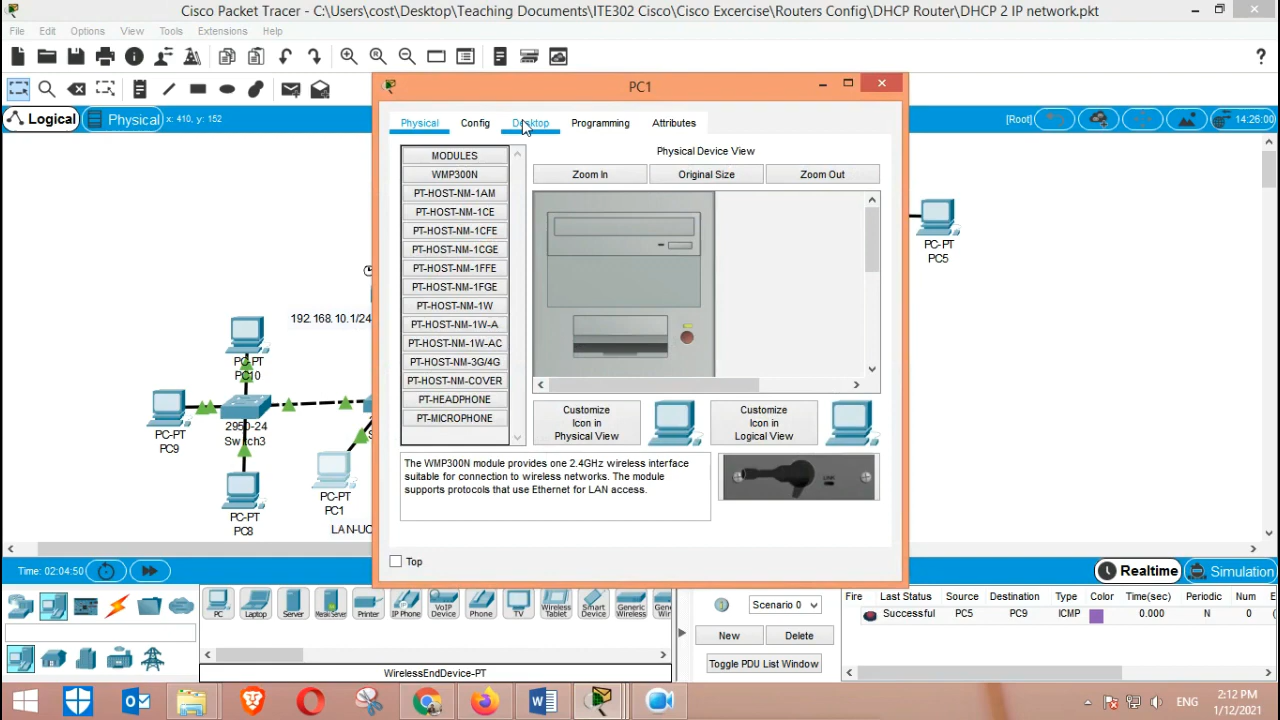 Cisco Packet Tracer - C:\Users\cost\Desktop\Teaching Documents\ITE302 Cisco\Cisco Excercise\Routers Config\DHCP Router\DHCP 2 IP network.pkt
File Edit Options View Tools Extensions Help
Logical Physical x: 410, y: 152 [Root] 14:26:00
PC1
Physical Config Desktop Programming Attributes
MODULES
WMP300N
PT-HOST-NM-1AM
PT-HOST-NM-1CE
PT-HOST-NM-1CFE
PT-HOST-NM-1CGE
PT-HOST-NM-1FFE
PT-HOST-NM-1FGE
PT-HOST-NM-1W
PT-HOST-NM-1W-A
PT-HOST-NM-1W-AC
PT-HOST-NM-3G/4G
PT-HOST-NM-COVER
PT-HEADPHONE
PT-MICROPHONE
Physical Device View
Zoom In Original Size Zoom Out
Customize
Icon in
Physical View
Customize
Icon in
Logical View
The WMP300N module provides one 2.4GHz wireless interface
suitable for connection to wireless networks. The module
supports protocols that use Ethernet for LAN access.
LINK
Top
PC-PT
PC5
192.168.10.1/24
PC-PT
PC10
PC-PT
PC9
2950-24
Switch3
PC-PT
PC1
PC-PT
PC8
LAN-UC
Time: 02:04:50
Realtime Simulation
PC
Laptop
Server
Meraki Server
Printer
IP Phone
VoIP
Device
Phone
TV
Wireless
Tablet
Smart
Device
Generic
Wireless
WirelessEndDevice-PT
Scenario 0
New Delete
Toggle PDU List Window
Fire Last Status Source Destination Type Color Time(sec) Periodic Num
Successful PC5 PC9 ICMP 0.000 N 0
ENG
2:12 PM
1/12/2021